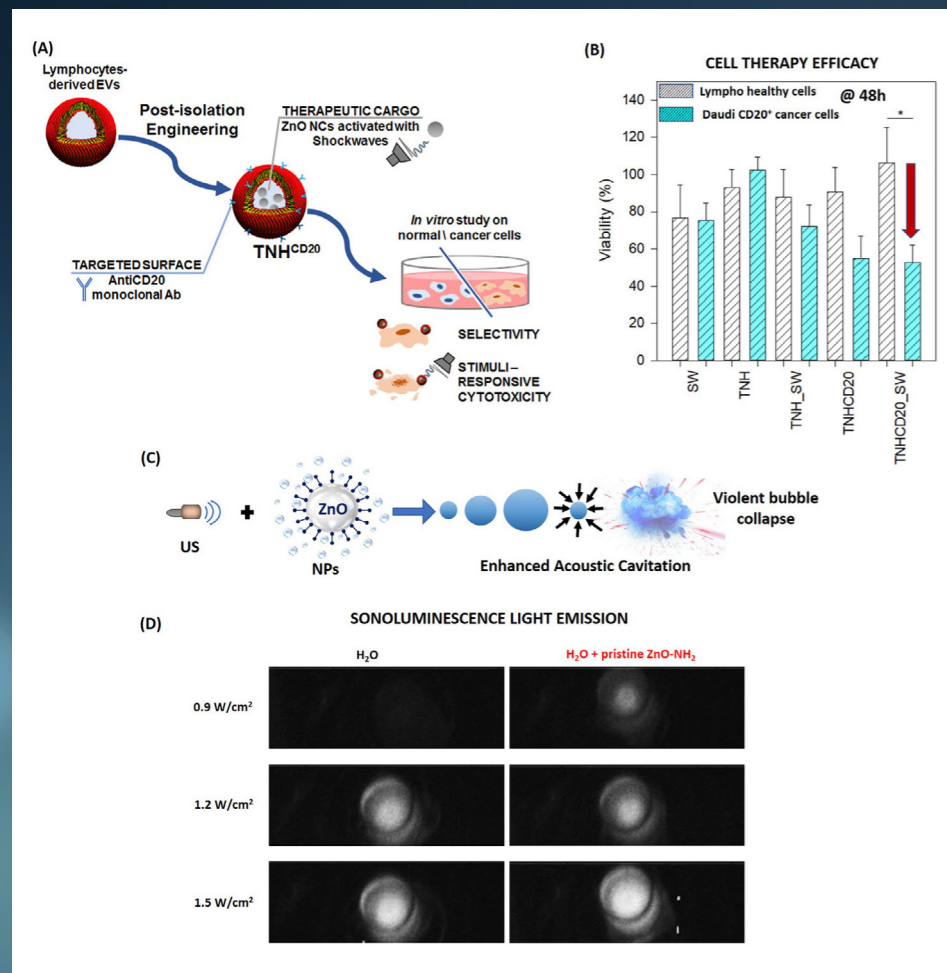 (A)
Lymphocytes-
derived EVs
Post-isolation
Engineering
THERAPEUTIC CARGO
ZnO NCs activated with
Shockwaves
TNHCD20
TARGETED SURFACE
AntiCD20
monoclonal Ab
In vitro study on
normal \ cancer cells
SELECTIVITY
STIMULI–
RESPONSIVE
CYTOTOXICITY
(B)
CELL THERAPY EFFICACY
Lympho healthy cells
@ 48h
Daudi CD20+ cancer cells
*
Viability (%)
140
120
100
80
60
40
20
0
SW
TNH
TNH_SW
TNHCD20
TNHCD20_SW
(C)
US
+
ZnO
NPs
Enhanced Acoustic Cavitation
Violent bubble
collapse
(D)
SONOLUMINESCENCE LIGHT EMISSION
H₂O
H₂O + pristine ZnO-NH₂
0.9 W/cm²
1.2 W/cm²
1.5 W/cm²